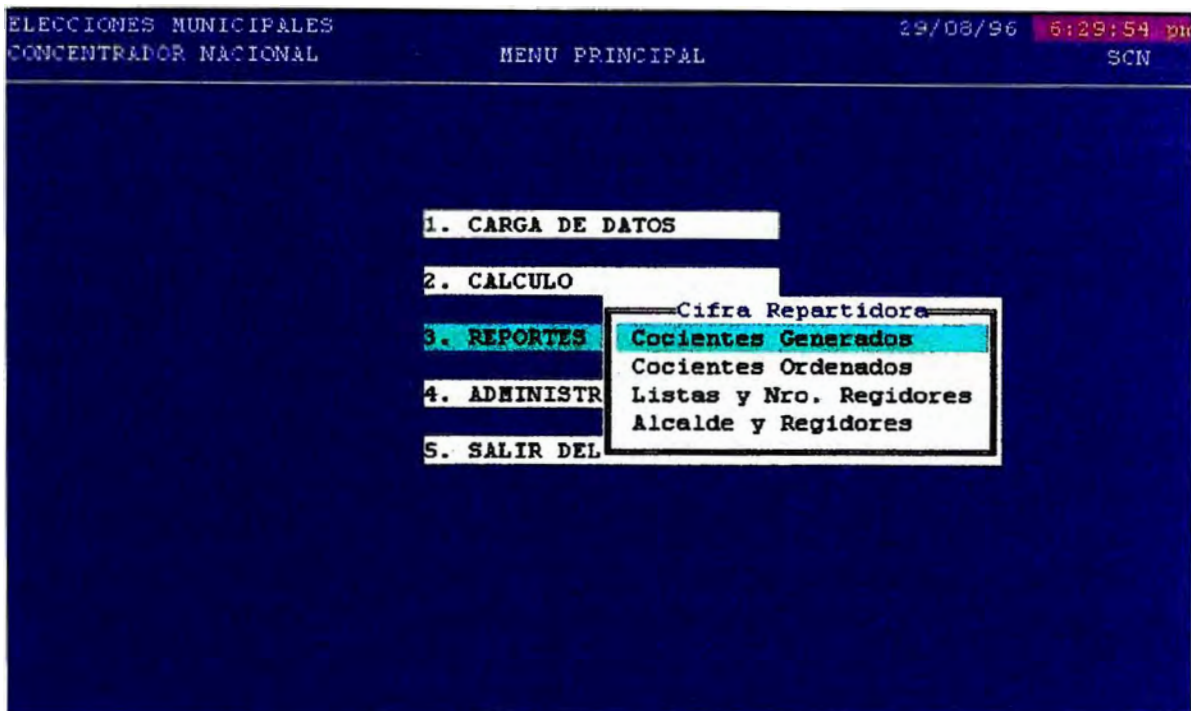 ELECCIONES MUNICIPALES 29/08/96 6:29:54 pm
CONCENTRADOR NACIONAL MENU PRINCIPAL SCN
1. CARGA DE DATOS
2. CALCULO
Cifra Repartidora
3. REPORTES Cocientes Generados
Cocientes Ordenados
4. ADMINISTR Listas y Nro. Regidores
Alcalde y Regidores
5. SALIR DEL